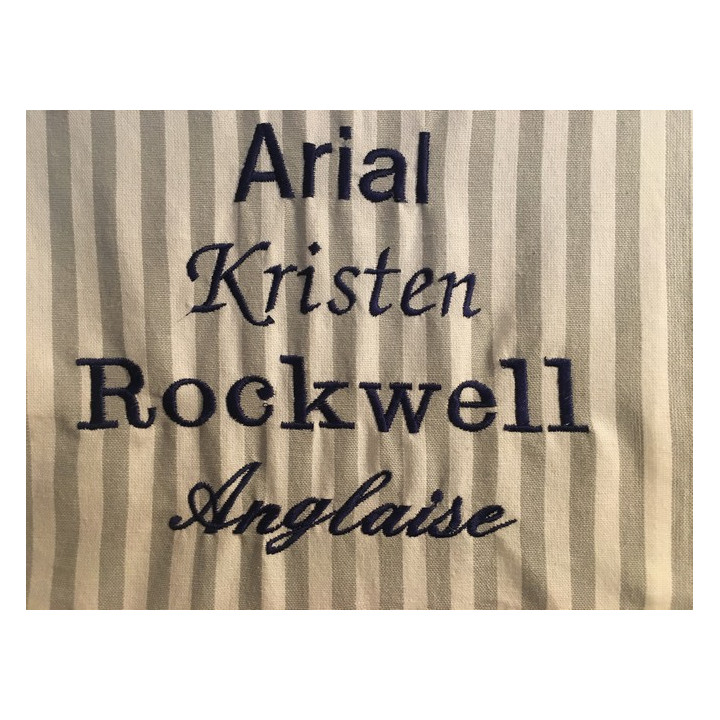 Arial
Kristen
Rockwell
Anglaise